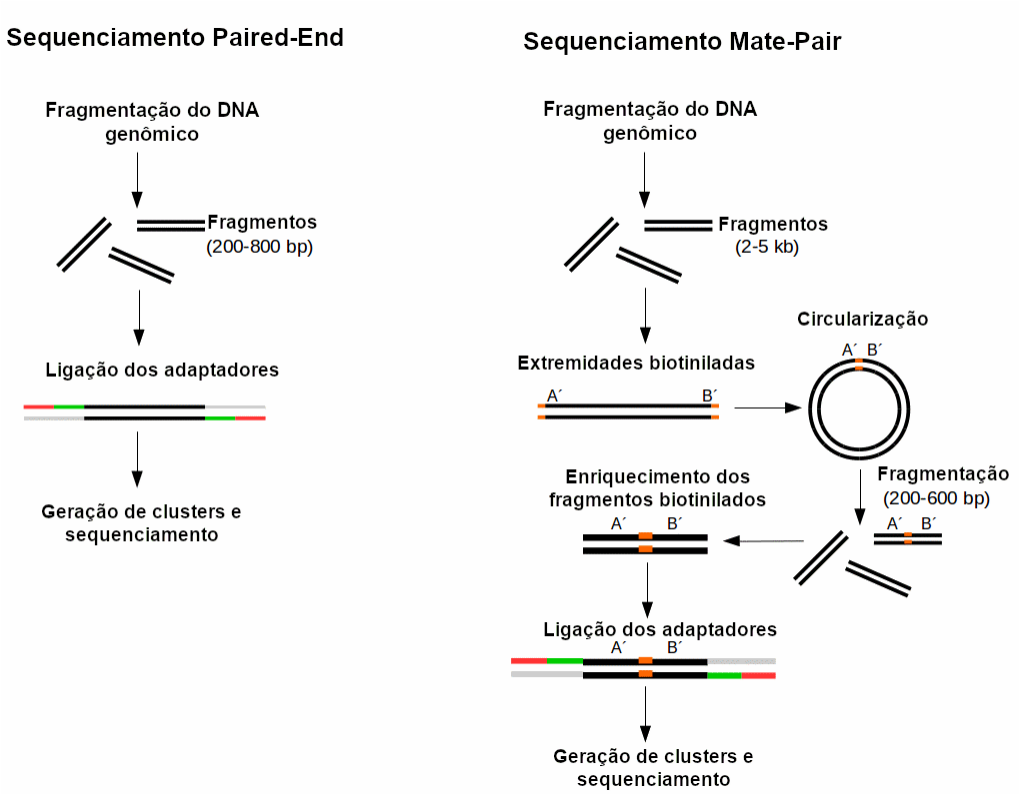 Sequenciamento Paired-End
Fragmentação do DNA
genômico
Fragmentos
(200-800 bp)
Ligação dos adaptadores
Geração de clusters e
sequenciamento
Sequenciamento Mate-Pair
Fragmentação do DNA
genômico
Fragmentos
(2-5 kb)
Extremidades biotiniladas
A´ B´
Circularização
A´ B´
Fragmentação
(200-600 bp)
A´ B´
Enriquecimento dos
fragmentos biotinilados
A´ B´
Ligação dos adaptadores
A´ B´
Geração de clusters e
sequenciamento